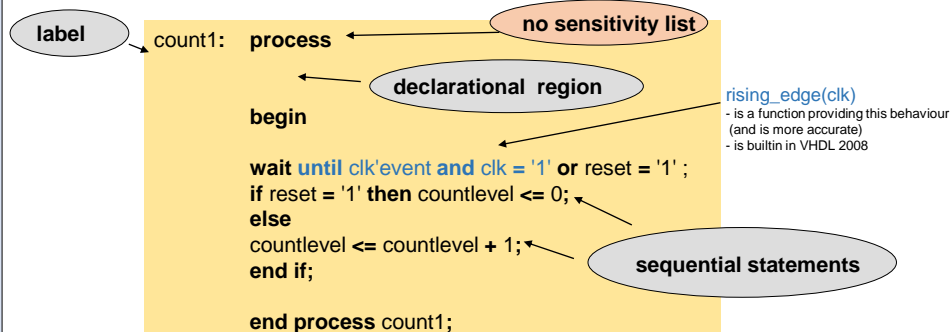 label
no sensitivity list
count1: process
declarational region
rising_edge(clk)
- is a function providing this behaviour
(and is more accurate)
- is builtin in VHDL 2008
begin
wait until clk'event and clk = '1' or reset = '1' ;
if reset = '1' then countlevel <= 0;
else
countlevel <= countlevel + 1;
end if;
sequential statements
end process count1;